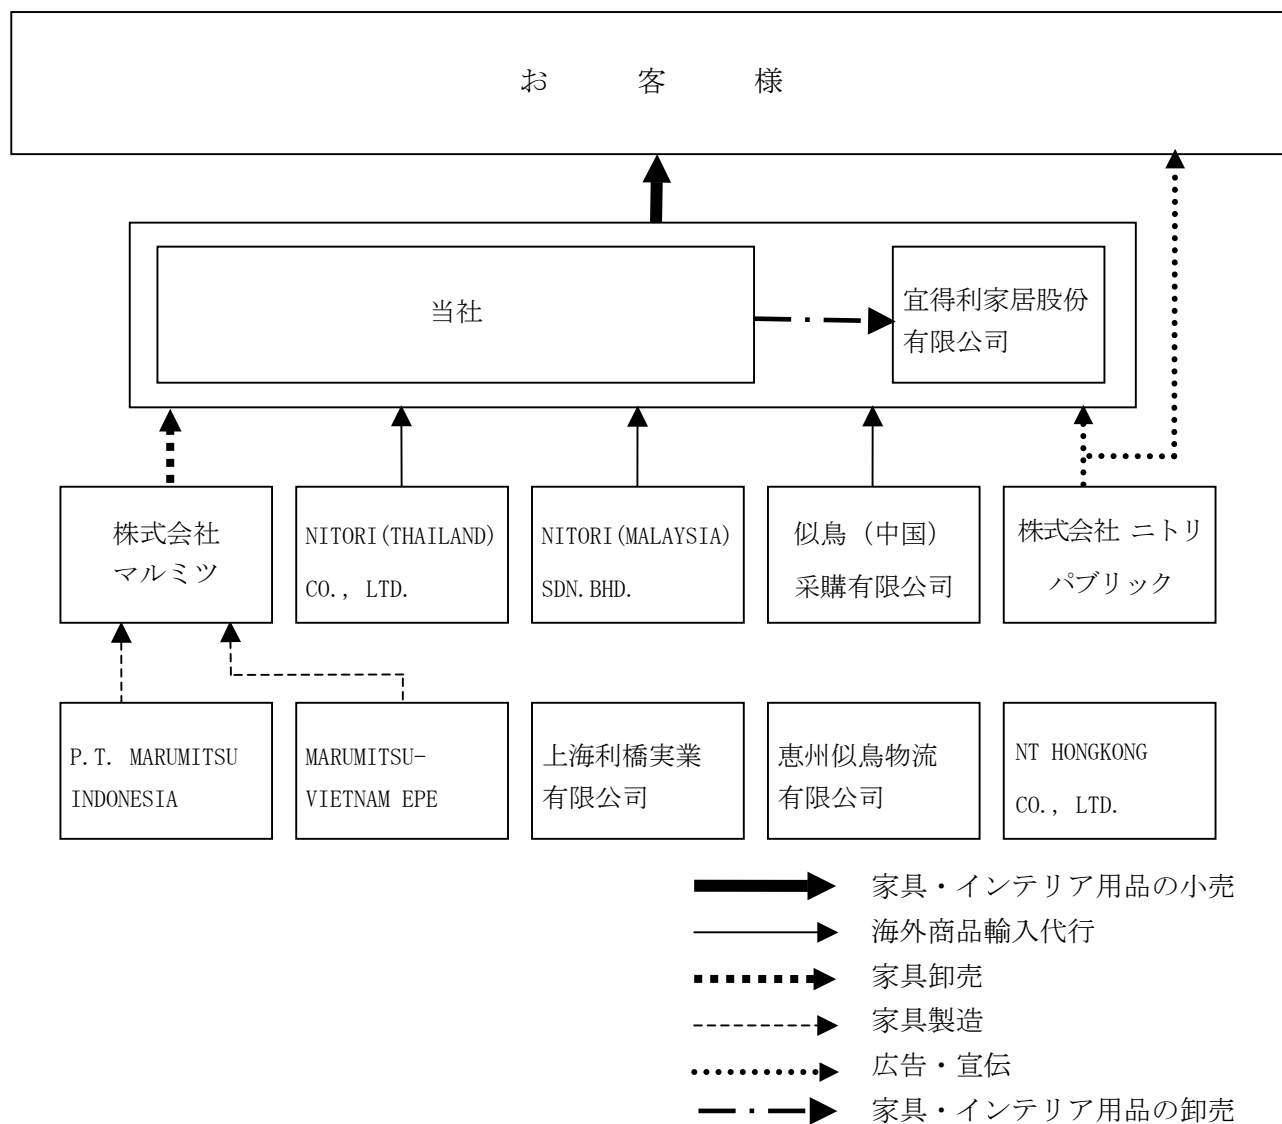 お 客 様
当社
宜得利家居股份
有限公司
株式会社
マルミツ
NITORI(THAILAND)
CO., LTD.
NITORI(MALAYSIA)
SDN.BHD.
似鳥（中国）
采購有限公司
株式会社 ニトリ
パブリック
P.T. MARUMITSU
INDONESIA
MARUMITSU-
VIETNAM EPE
上海利橋実業
有限公司
恵州似鳥物流
有限公司
NT HONGKONG
CO., LTD.
家具・インテリア用品の小売
海外商品輸入代行
家具卸売
家具製造
広告・宣伝
家具・インテリア用品の卸売